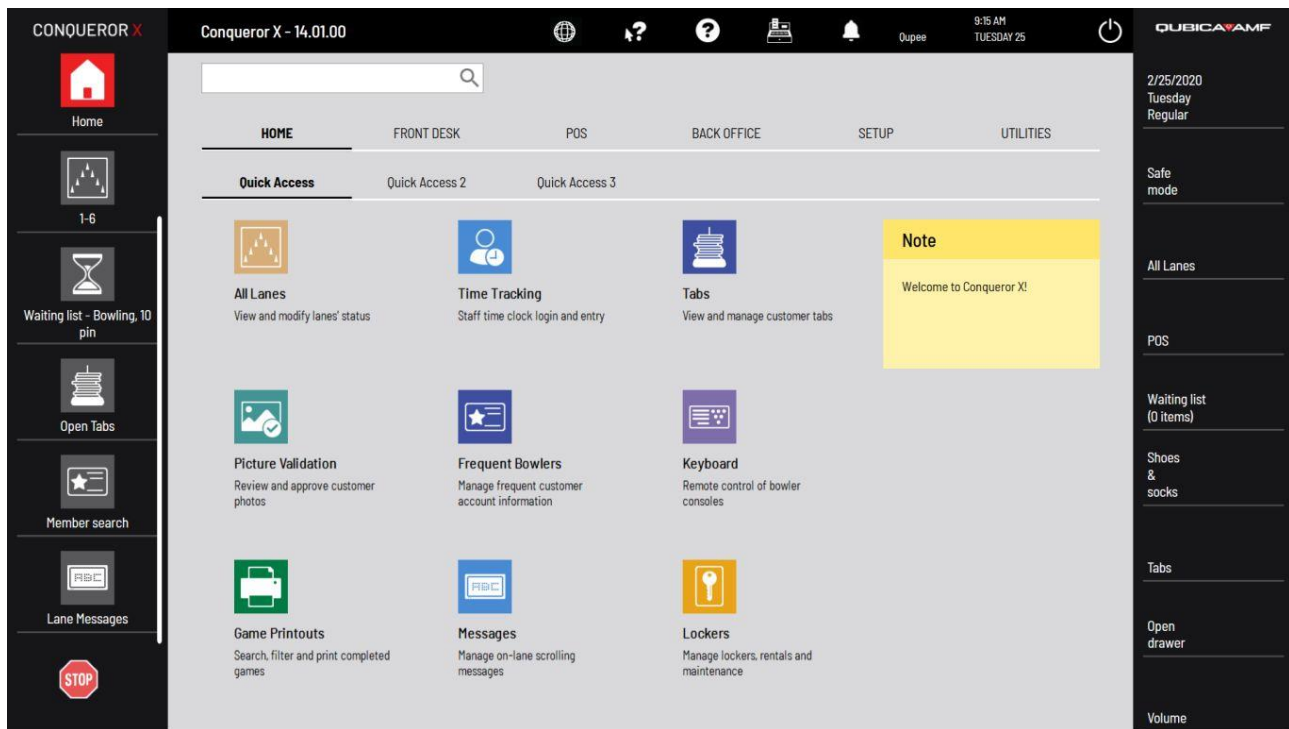 CONQUEROR X
Conqueror X - 14.01.00
?
?
Qupee
9:15 AM
TUESDAY 25
QUBICAAMF
Home
1-6
Waiting list - Bowling, 10
pin
Open Tabs
Member search
ABC
Lane Messages
STOP
HOME
FRONT DESK
POS
BACK OFFICE
SETUP
UTILITIES
Quick Access
Quick Access 2
Quick Access 3
All Lanes
View and modify lanes' status
Time Tracking
Staff time clock login and entry
Tabs
View and manage customer tabs
Note
Welcome to Conqueror X!
Picture Validation
Review and approve customer
photos
Frequent Bowlers
Manage frequent customer
account information
Keyboard
Remote control of bowler
consoles
Game Printouts
Search, filter and print completed
games
ABC
Messages
Manage on-lane scrolling
messages
Lockers
Manage lockers, rentals and
maintenance
2/25/2020
Tuesday
Regular
Safe
mode
All Lanes
POS
Waiting list
(0 items)
Shoes
&
socks
Tabs
Open
drawer
Volume